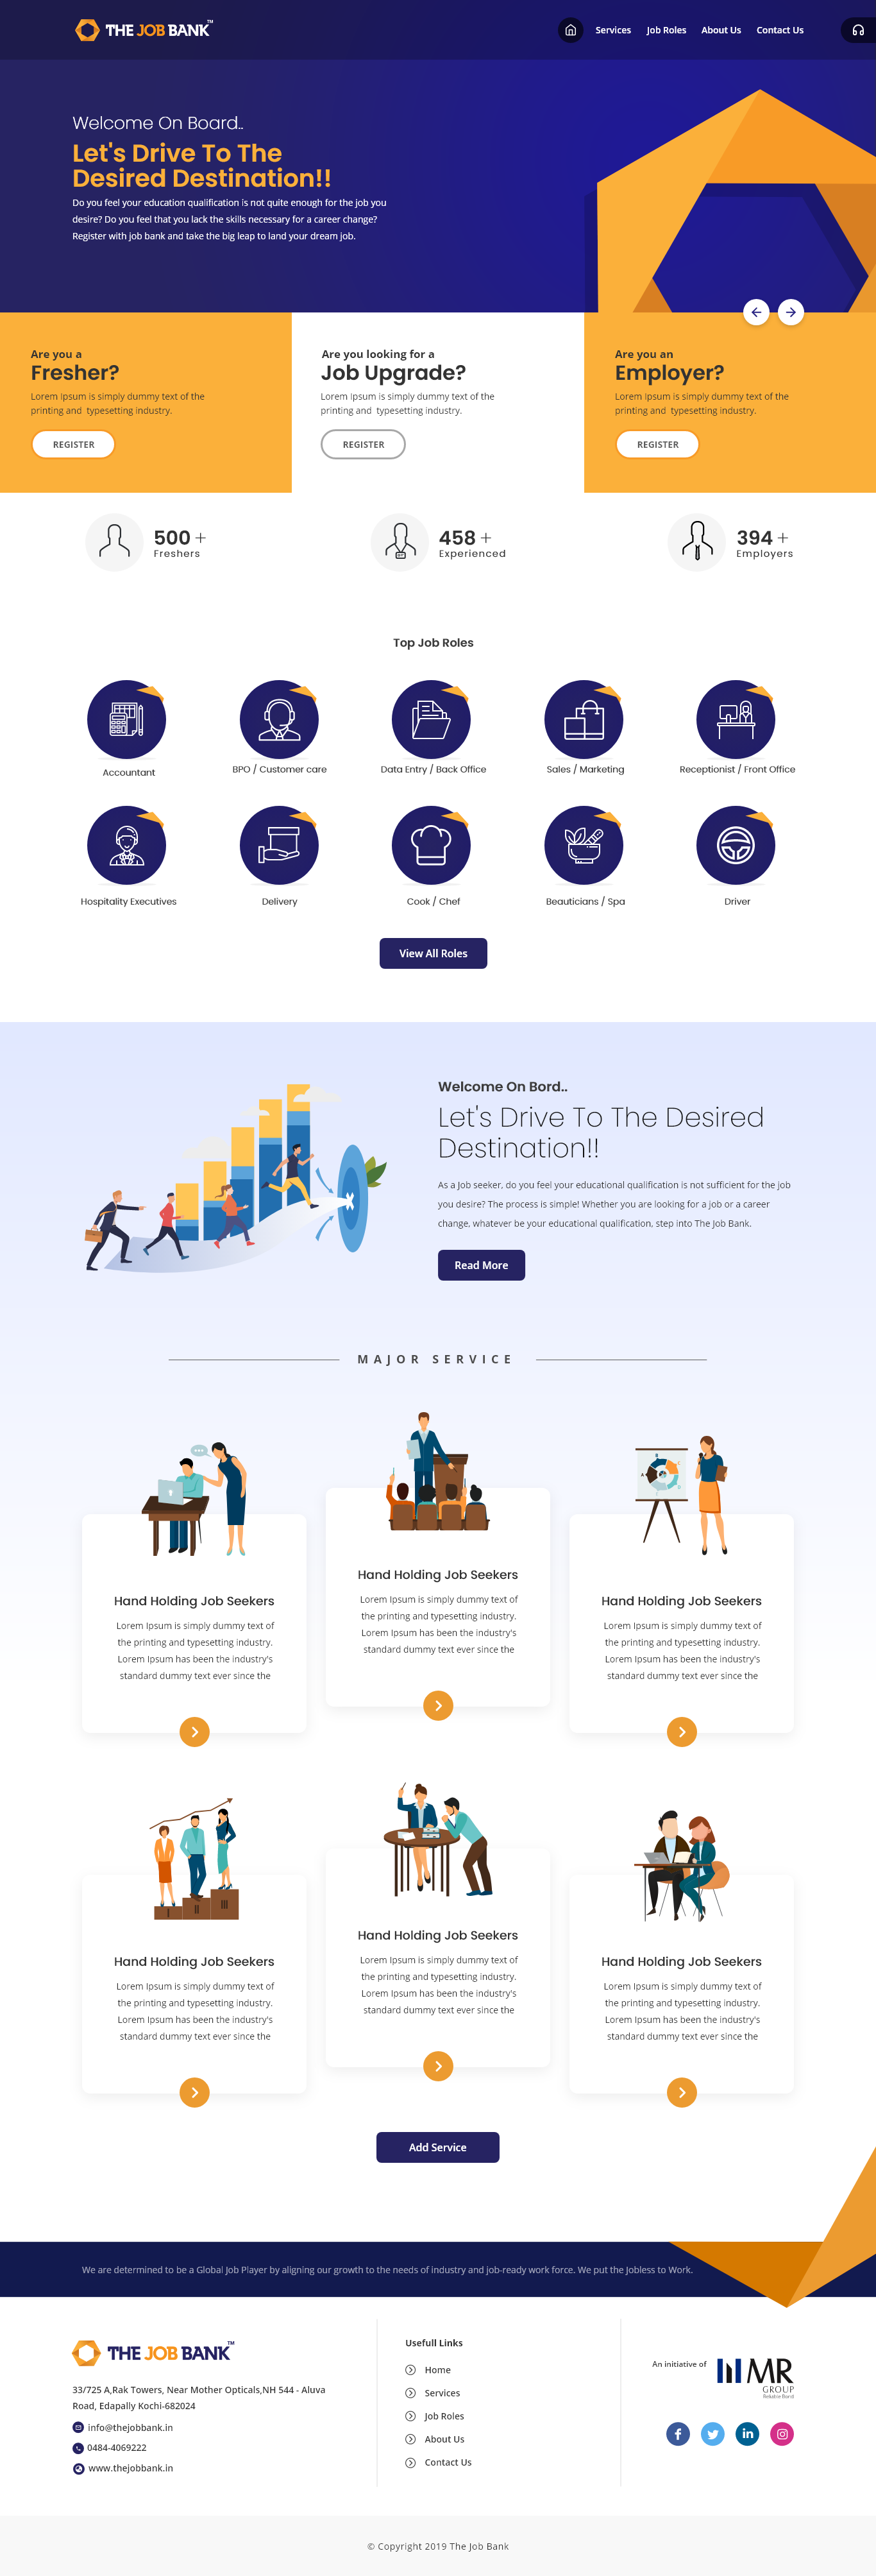 THE JOB BANK TM
Services Job Roles About Us Contact Us
Welcome On Board..
Let's Drive To The
Desired Destination!!
Do you feel your education qualification is not quite enough for the job you
desire? Do you feel that you lack the skills necessary for a career change?
Register with job bank and take the big leap to land your dream job.
Are you a
Fresher?
Lorem Ipsum is simply dummy text of the
printing and typesetting industry.
REGISTER
Are you looking for a
Job Upgrade?
Lorem Ipsum is simply dummy text of the
printing and typesetting industry.
REGISTER
Are you an
Employer?
Lorem Ipsum is simply dummy text of the
printing and typesetting industry.
REGISTER
500 +
Freshers
458 +
Experienced
394 +
Employers
Top Job Roles
Accountant
BPO / Customer care
Data Entry / Back Office
Sales / Marketing
Receptionist / Front Office
Hospitality Executives
Delivery
Cook / Chef
Beauticians / Spa
Driver
View All Roles
Welcome On Bord..
Let's Drive To The Desired
Destination!!
As a Job seeker, do you feel your educational qualification is not sufficient for the job
you desire? The process is simple! Whether you are looking for a job or a career
change, whatever be your educational qualification, step into The Job Bank.
Read More
MAJOR SERVICE
Hand Holding Job Seekers
Lorem Ipsum is simply dummy text of
the printing and typesetting industry.
Lorem Ipsum has been the industry's
standard dummy text ever since the
Hand Holding Job Seekers
Lorem Ipsum is simply dummy text of
the printing and typesetting industry.
Lorem Ipsum has been the industry's
standard dummy text ever since the
Hand Holding Job Seekers
Lorem Ipsum is simply dummy text of
the printing and typesetting industry.
Lorem Ipsum has been the industry's
standard dummy text ever since the
I II III
Hand Holding Job Seekers
Lorem Ipsum is simply dummy text of
the printing and typesetting industry.
Lorem Ipsum has been the industry's
standard dummy text ever since the
Hand Holding Job Seekers
Lorem Ipsum is simply dummy text of
the printing and typesetting industry.
Lorem Ipsum has been the industry's
standard dummy text ever since the
Hand Holding Job Seekers
Lorem Ipsum is simply dummy text of
the printing and typesetting industry.
Lorem Ipsum has been the industry's
standard dummy text ever since the
Add Service
We are determined to be a Global Job Player by aligning our growth to the needs of industry and job-ready work force. We put the Jobless to Work.
THE JOB BANK TM
33/725 A,Rak Towers, Near Mother Opticals,NH 544 - Aluva
Road, Edapally Kochi-682024
info@thejobbank.in
0484-4069222
www.thejobbank.in
Usefull Links
Home
Services
Job Roles
About Us
Contact Us
An initiative of
MR
GROUP
Reliable Bond
© Copyright 2019 The Job Bank